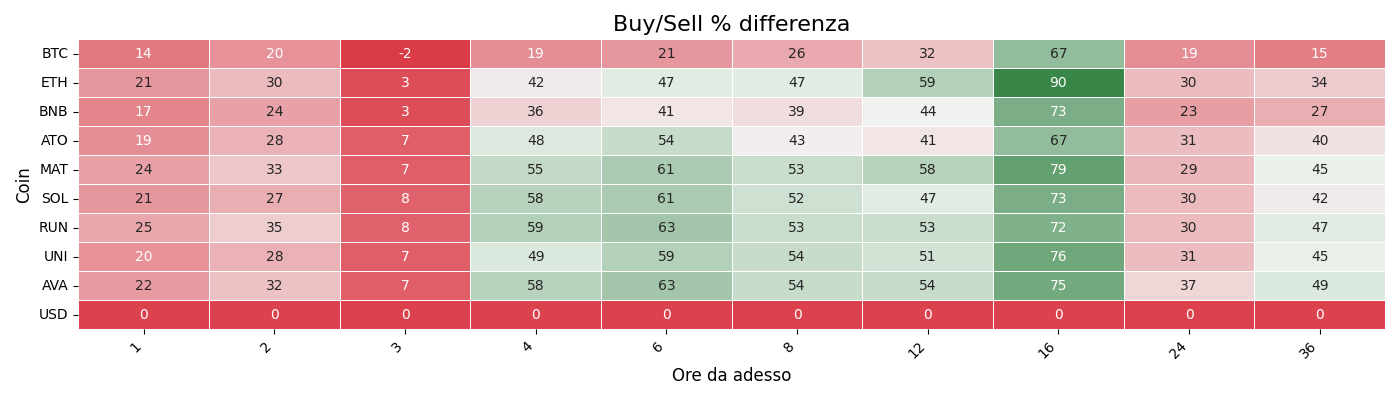 Buy/Sell % differenza
Coin
BTC 14 20 -2 19 21 26 32 67 19 15
ETH 21 30 3 42 47 47 59 90 30 34
BNB 17 24 3 36 41 39 44 73 23 27
ATO 19 28 7 48 54 43 41 67 31 40
MAT 24 33 7 55 61 53 58 79 29 45
SOL 21 27 8 58 61 52 47 73 30 42
RUN 25 35 8 59 63 53 53 72 30 47
UNI 20 28 7 49 59 54 51 76 31 45
AVA 22 32 7 58 63 54 54 75 37 49
USD 0 0 0 0 0 0 0 0 0 0
1 2 3 4 6 8 12 16 24 36
Ore da adesso